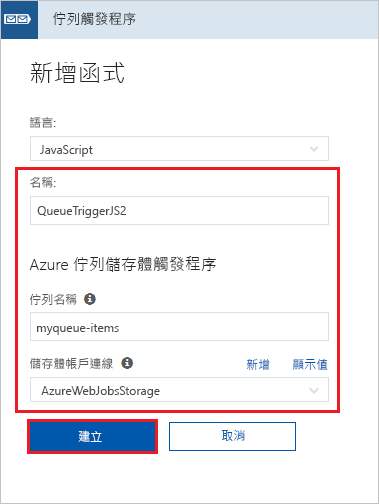 佇列觸發程序
新增函式
語言:
JavaScript
名稱:
QueueTriggerJS2
Azure 佇列儲存體觸發程序
佇列名稱
myqueue-items
儲存體帳戶連線 新增 顯示值
AzureWebJobsStorage
建立 取消